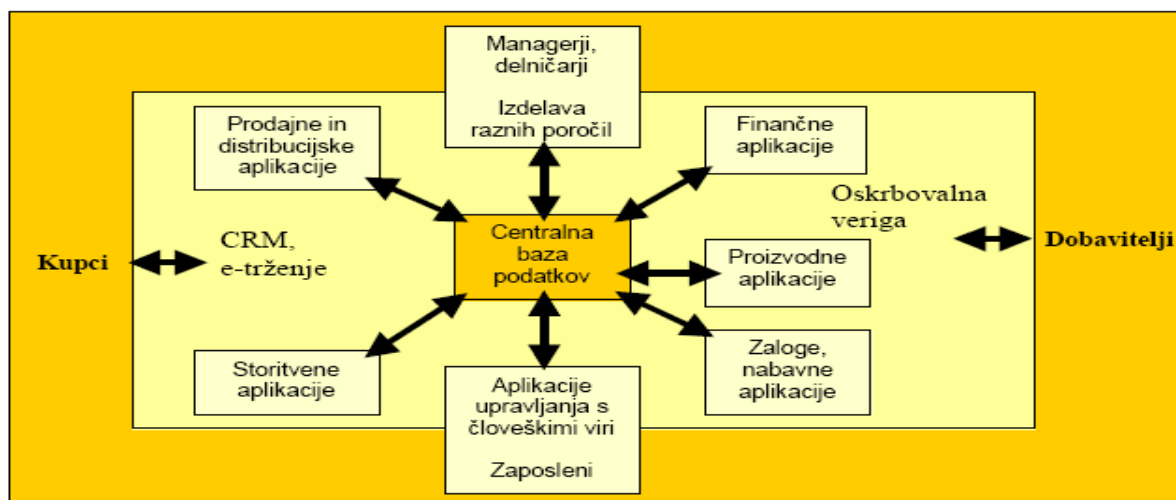 Managerji,
delničarji
Izdelava
raznih poročil
Prodajne in
distribucijske
aplikacije
Finančne
aplikacije
Oskrbovalna
veriga
Centralna
baza
podatkov
Kupci
CRM,
e-trženje
Dobavitelji
Proizvodne
aplikacije
Storitvene
aplikacije
Zaloge,
nabavne
aplikacije
Aplikacije
upravljanja s
človeškimi viri
Zaposleni